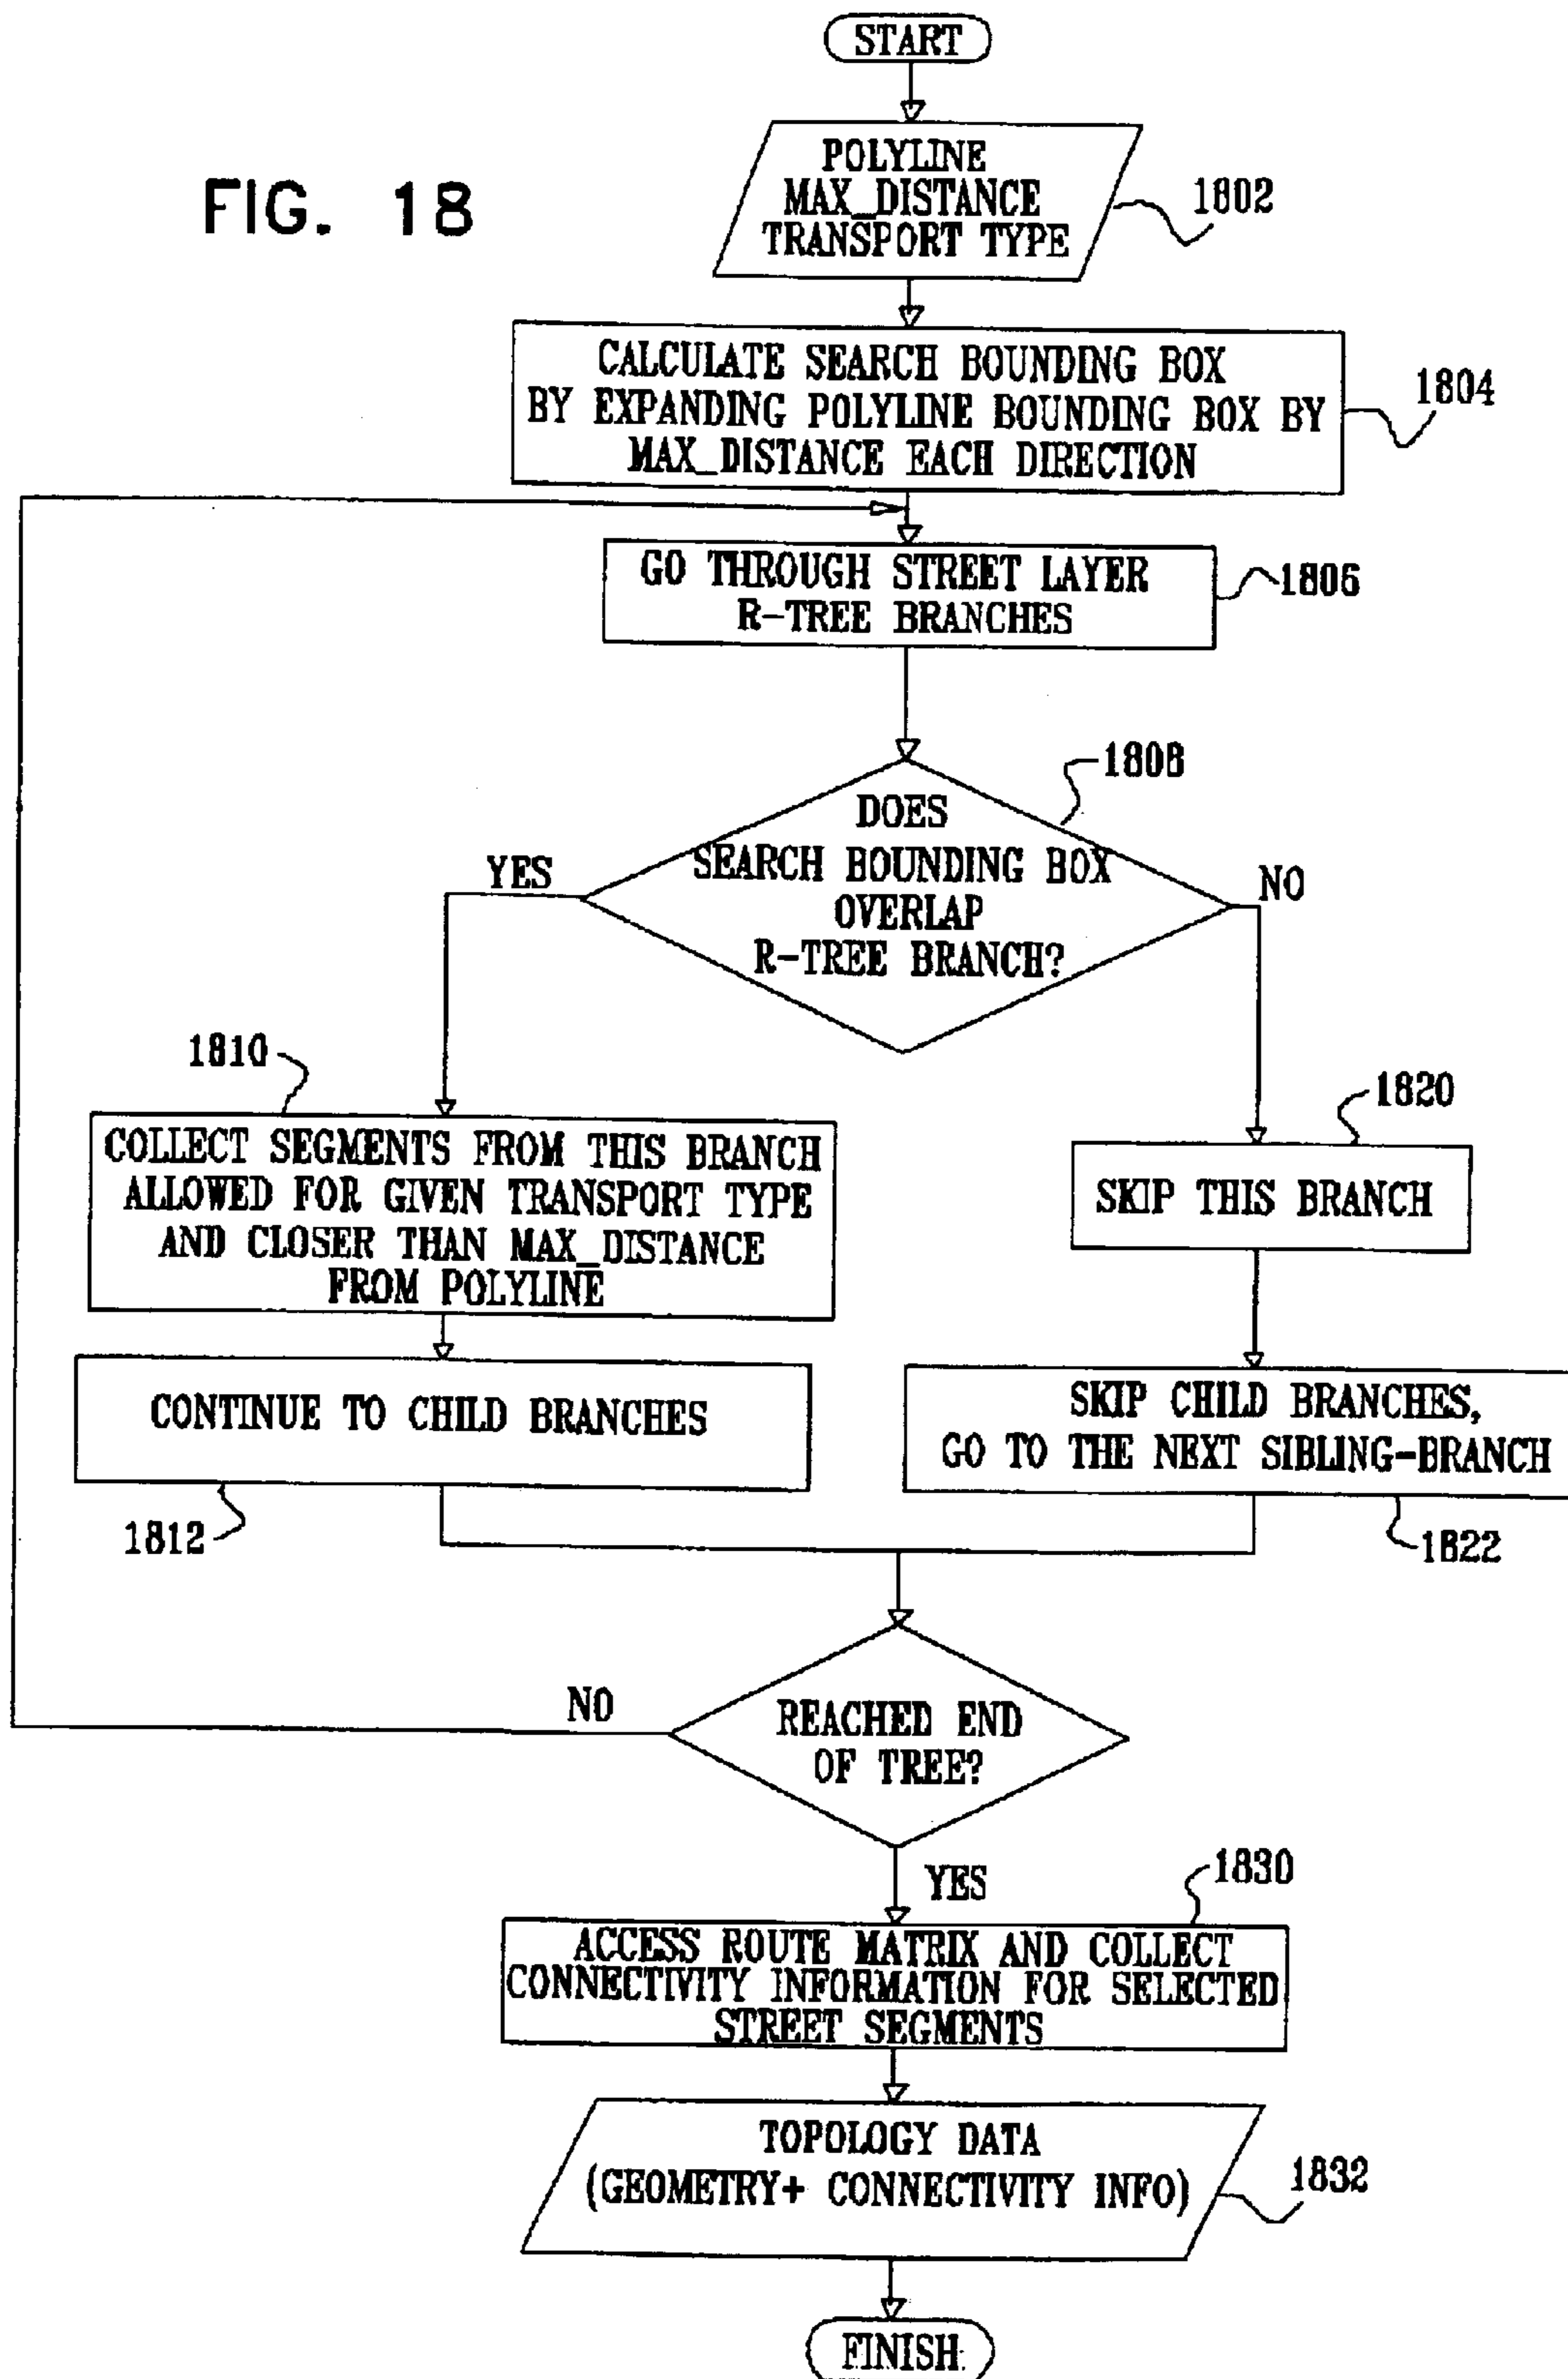 START
FIG. 18
POLYLINE
MAX_DISTANCE
TRANSPORT TYPE
1802
CALCULATE SEARCH BOUNDING BOX
BY EXPANDING POLYLINE BOUNDING BOX BY
MAX_DISTANCE EACH DIRECTION
1804
GO THROUGH STREET LAYER
R-TREE BRANCHES
1806
1808
DOES
SEARCH BOUNDING BOX
OVERLAP
R-TREE BRANCH?
YES
NO
1810
COLLECT SEGMENTS FROM THIS BRANCH
ALLOWED FOR GIVEN TRANSPORT TYPE
AND CLOSER THAN MAX_DISTANCE
FROM POLYLINE
1820
SKIP THIS BRANCH
CONTINUE TO CHILD BRANCHES
1812
SKIP CHILD BRANCHES,
GO TO THE NEXT SIBLING-BRANCH
1822
REACHED END
OF TREE?
NO
YES
1830
ACCESS ROUTE MATRIX AND COLLECT
CONNECTIVITY INFORMATION FOR SELECTED
STREET SEGMENTS
TOPOLOGY DATA
(GEOMETRY+ CONNECTIVITY INFO)
1832
FINISH